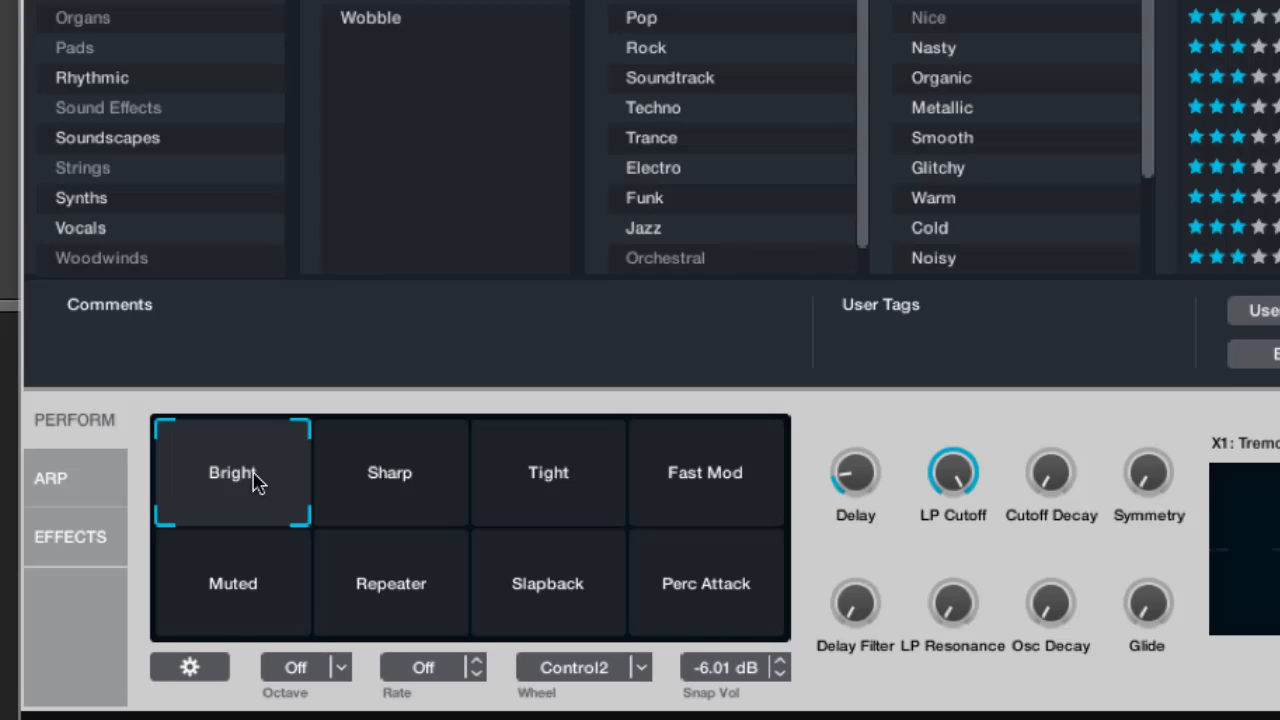 Organs
Pads
Rhythmic
Sound Effects
Soundscapes
Strings
Synths
Vocals
Woodwinds
Wobble
Pop
Rock
Soundtrack
Techno
Trance
Electro
Funk
Jazz
Orchestral
Nice
Nasty
Organic
Metallic
Smooth
Glitchy
Warm
Cold
Noisy
Comments
User Tags
PERFORM
ARP
EFFECTS
Bright
Sharp
Tight
Fast Mod
Muted
Repeater
Slapback
Perc Attack
Off
Octave
Off
Rate
Control2
Wheel
-6.01 dB
Snap Vol
Delay
LP Cutoff
Cutoff Decay
Symmetry
Delay Filter
LP Resonance
Osc Decay
Glide
X1: